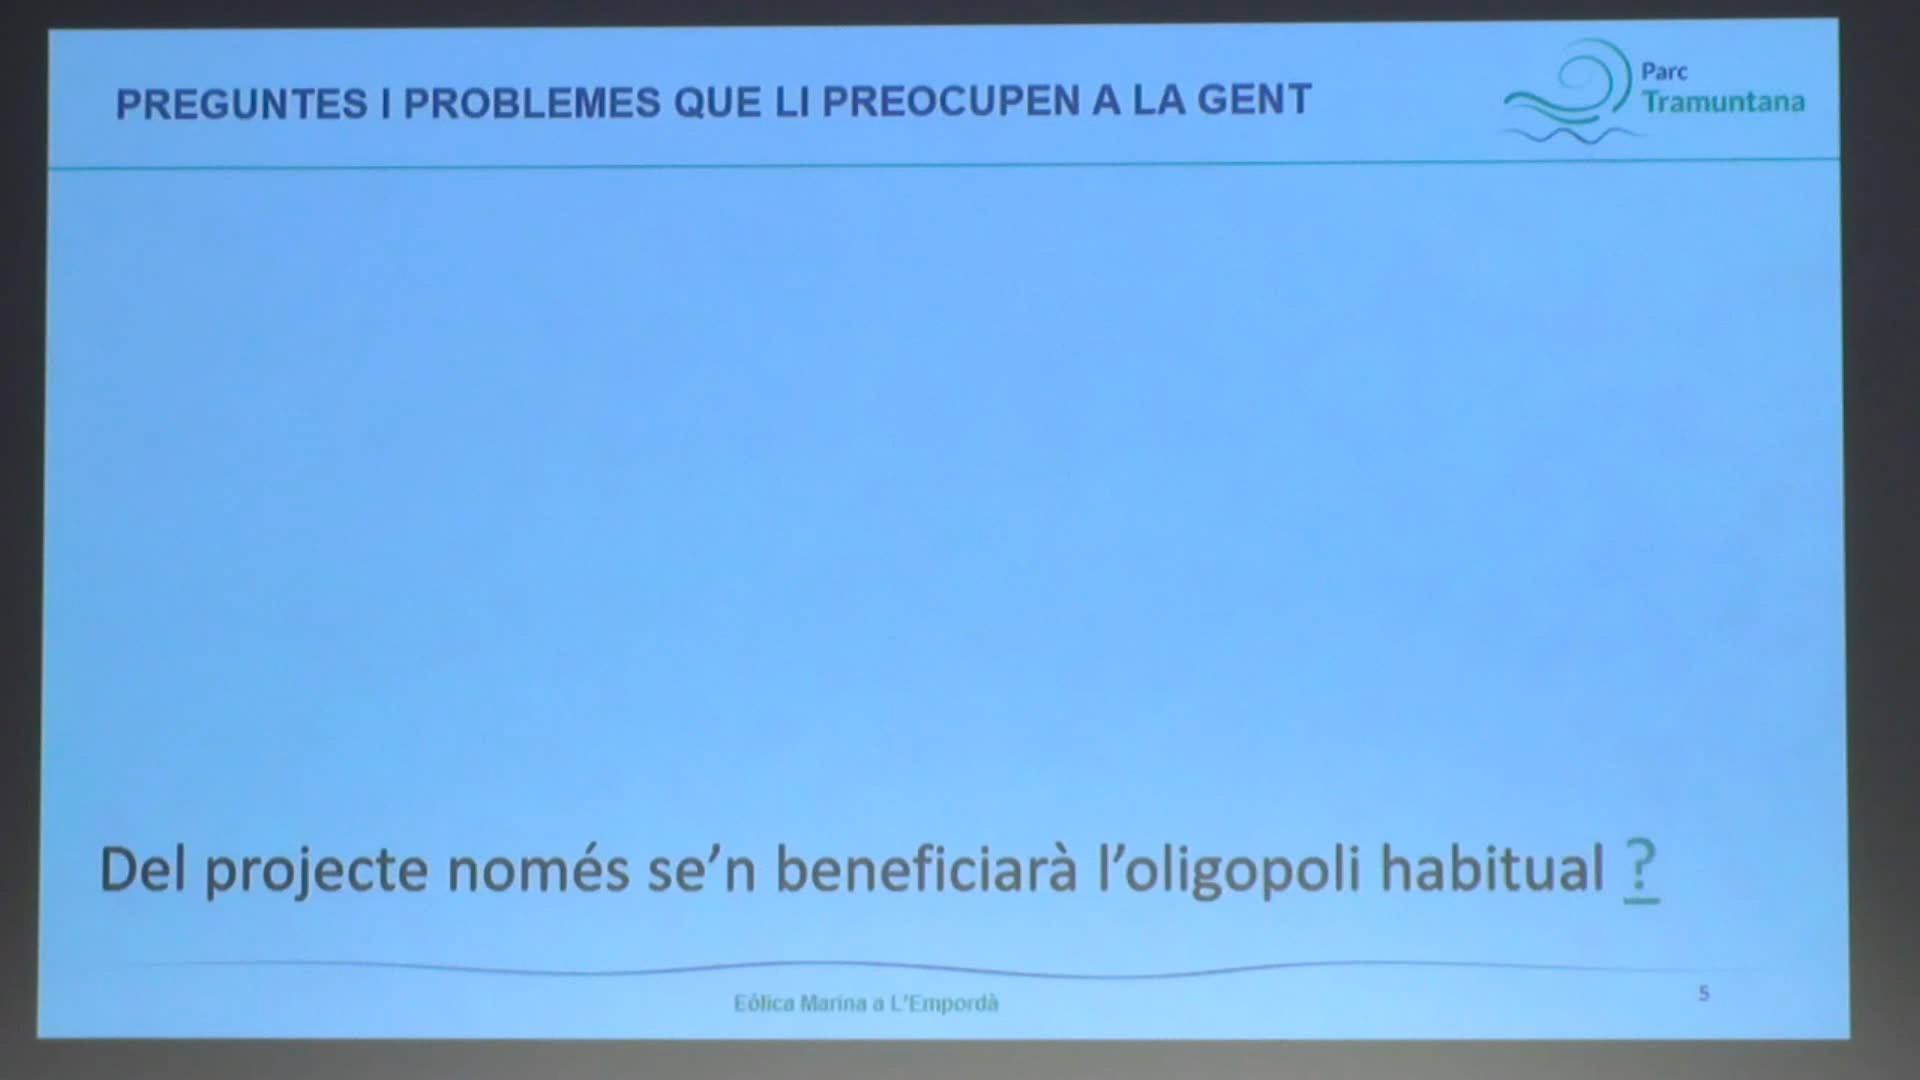 PREGUNTES I PROBLEMES QUE LI PREOCUPEN A LA GENT
Parc
Tramuntana
Del projecte només se’n beneficiarà l’oligopoli habitual ?
Eòlica Marina a L’Empordà
5